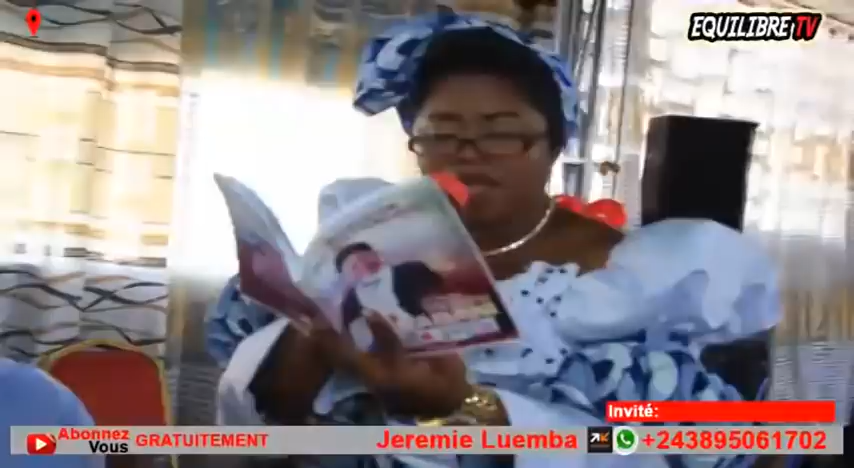 EQUILIBRE TV
Invité:
Abonnez
Vous
GRATUITEMENT
Jeremie Luemba
+243895061702